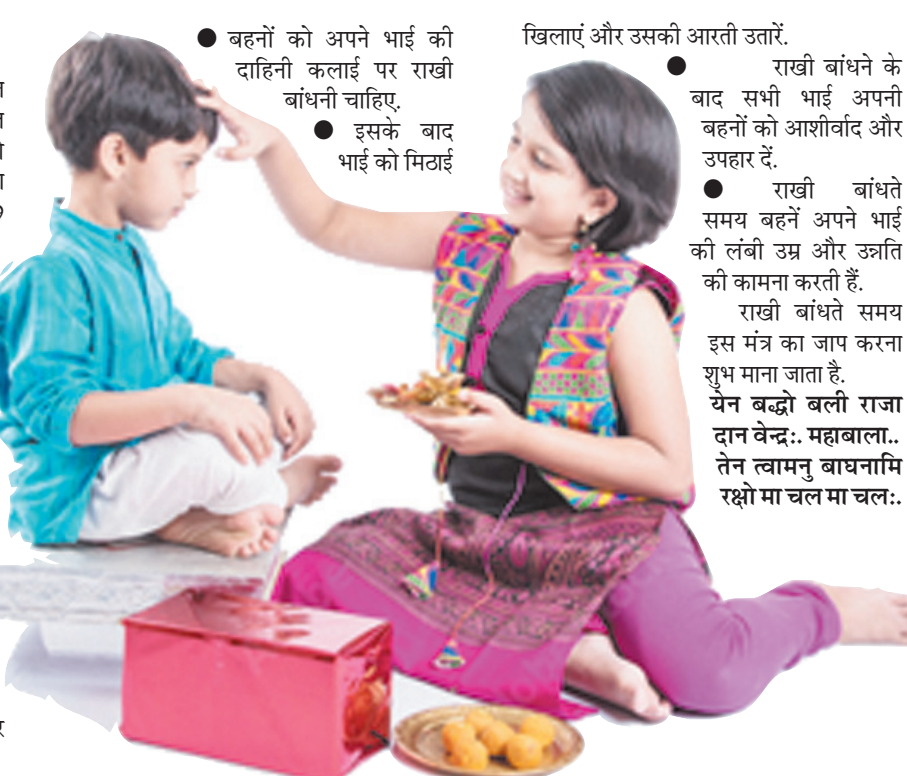 ● बहनों को अपने भाई की
दाहिनी कलाई पर राखी
बांधनी चाहिए.
● इसके बाद
भाई को मिठाई
खिलाएं और उसकी आरती उतारें.
● राखी बांधने के
बाद सभी भाई अपनी
बहनों को आशीर्वाद और
उपहार दें.
● राखी बांधते
समय बहनें अपने भाई
की लंबी उम्र और उन्नति
की कामना करती हैं.
राखी बांधते समय
इस मंत्र का जाप करना
शुभ माना जाता है.
येन बद्धो बली राजा
दान वेन्द्रः. महाबाला..
तेन त्वामनु बाघनामि
रक्षो मा चल मा चलः.